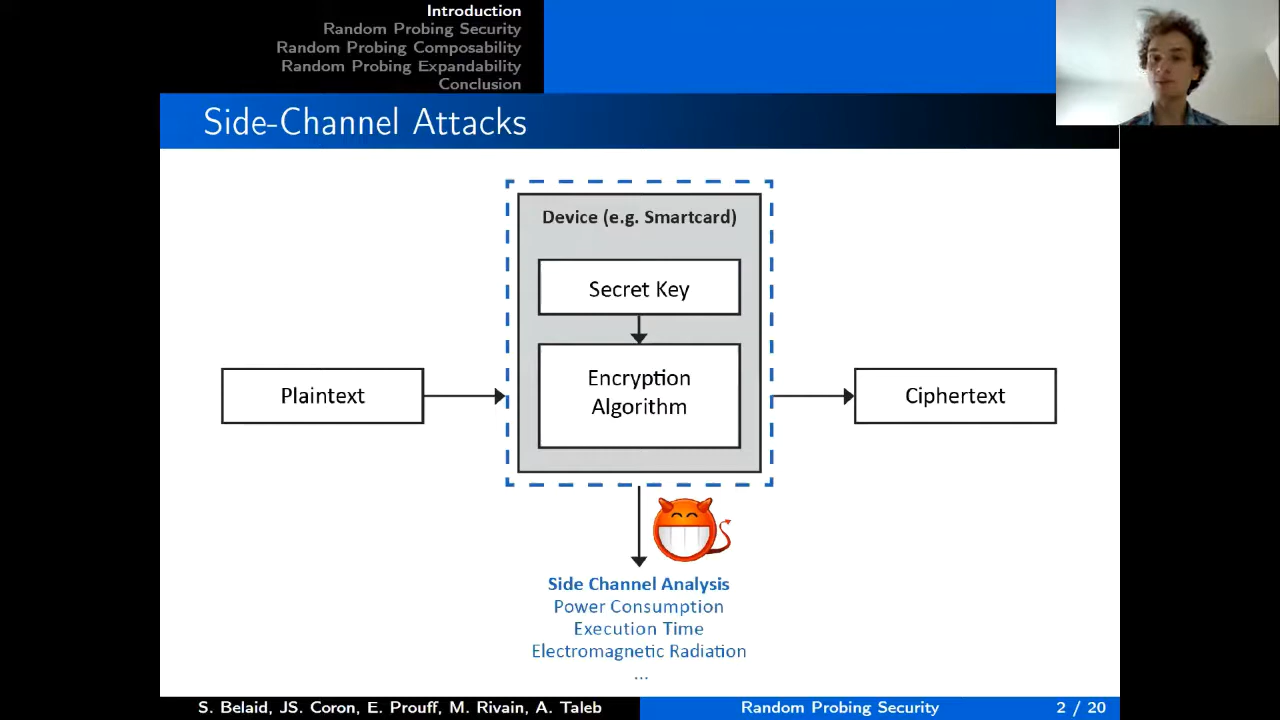 Introduction
Random Probing Security
Random Probing Composability
Random Probing Expandability
Conclusion
Side-Channel Attacks
Device (e.g. Smartcard)
Secret Key
Encryption
Algorithm
Plaintext
Ciphertext
Side Channel Analysis
Power Consumption
Execution Time
Electromagnetic Radiation
...
S. Belaid, JS. Coron, E. Prouff, M. Rivain, A. Taleb
Random Probing Security
2 / 20